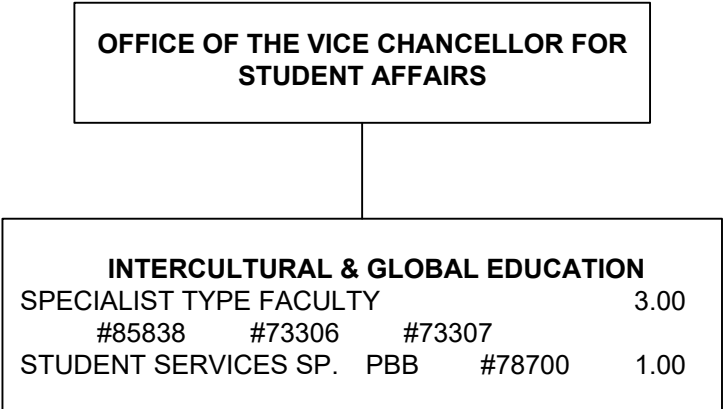 OFFICE OF THE VICE CHANCELLOR FOR
STUDENT AFFAIRS
INTERCULTURAL & GLOBAL EDUCATION
SPECIALIST TYPE FACULTY 3.00
#85838 #73306 #73307
STUDENT SERVICES SP. PBB #78700 1.00